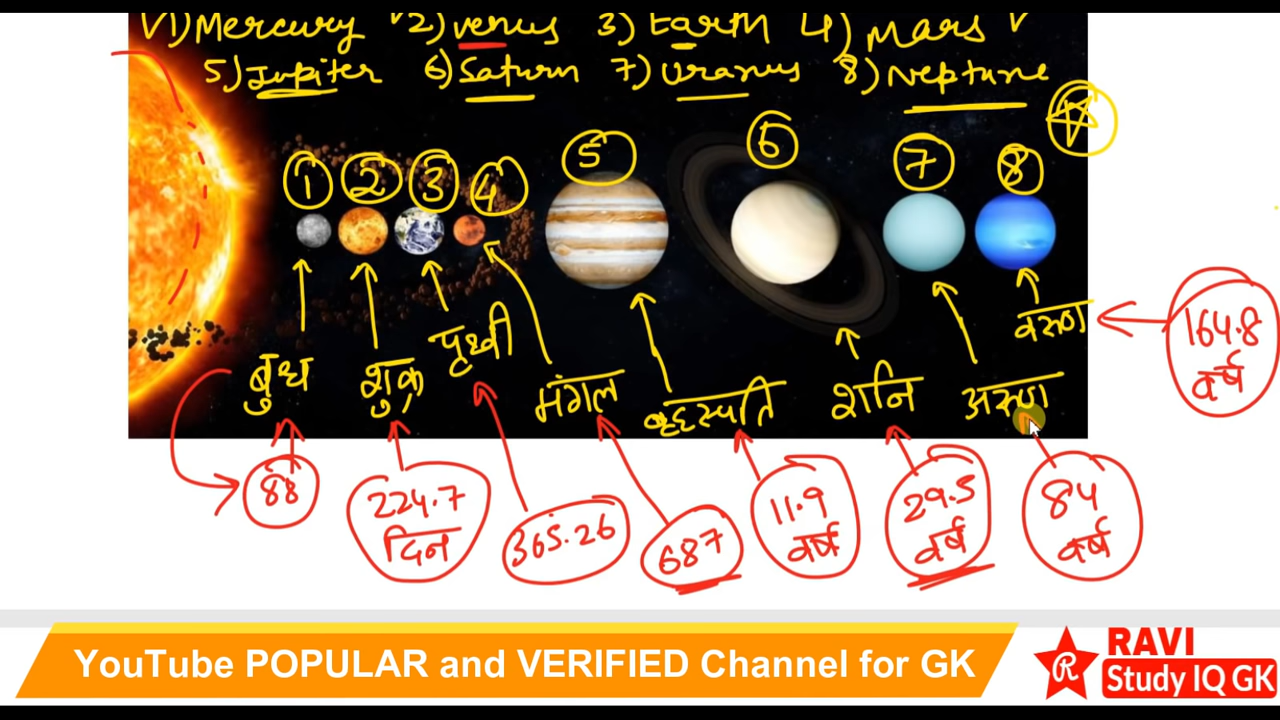 1) Mercury 2) venus 3) Earth 4) Mars
5) Jupiter 6) Saturn 7) Uranus 8) Neptune
1 2 3 4 5 6 7 8
बुध शुक्र पृथ्वी मंगल बृहस्पति शनि अरुण वरुण
88
224.7
दिन
365.26
687
11.9
वर्ष
29.5
वर्ष
84
वर्ष
164.8
वर्ष
YouTube POPULAR and VERIFIED Channel for GK
R
RAVI
Study IQ GK